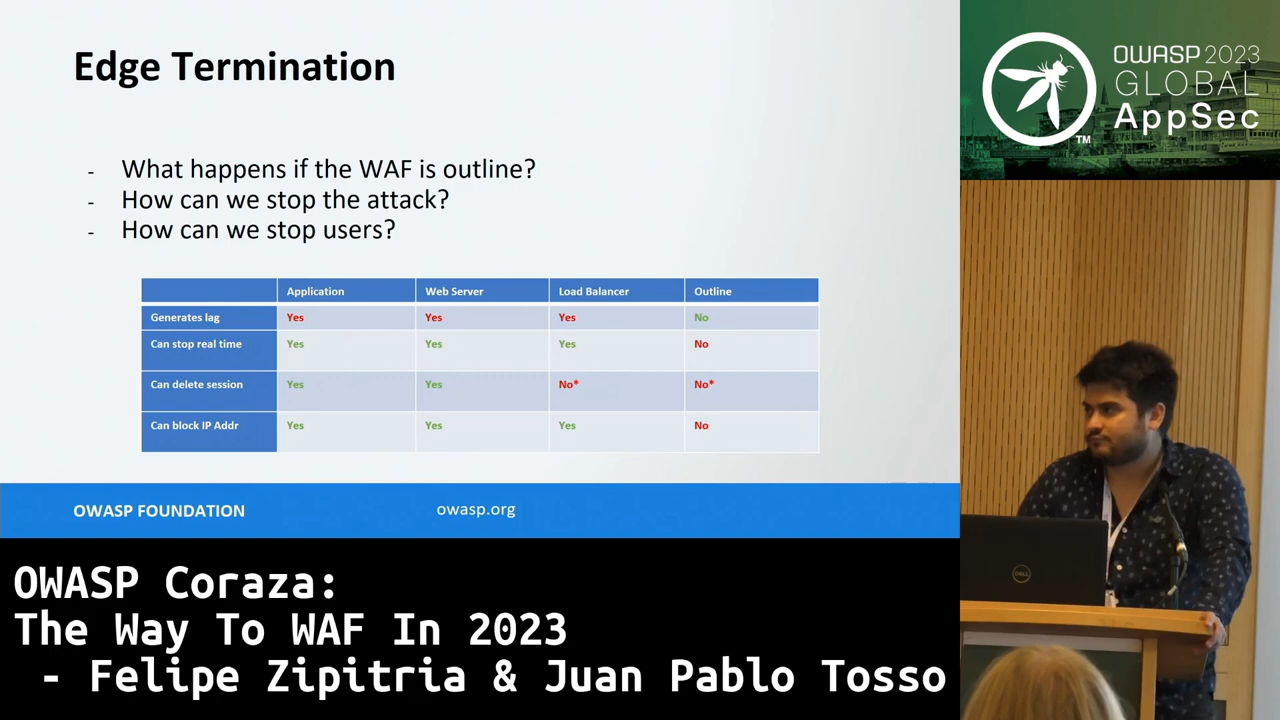 Edge Termination
- What happens if the WAF is outline?
- How can we stop the attack?
- How can we stop users?
Application Web Server Load Balancer Outline
Generates lag Yes Yes Yes No
Can stop real time Yes Yes Yes No
Can delete session Yes Yes No* No*
Can block IP Addr Yes Yes Yes No
OWASP FOUNDATION owasp.org
OWASP 2023
GLOBAL
AppSec
TM
DELL
OWASP Coraza:
The Way To WAF In 2023
- Felipe Zipitria & Juan Pablo Tosso